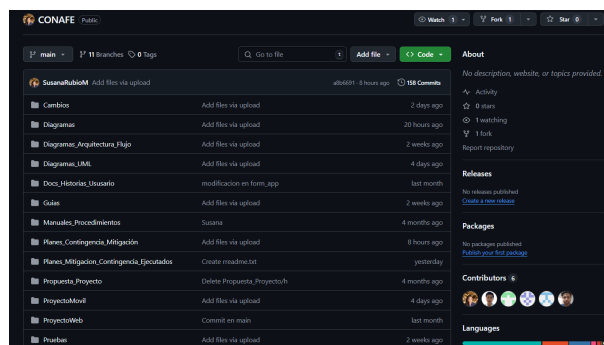 CONAFE Public
Watch 1
Fork 1
Star 0
main
11 Branches
0 Tags
Go to file
t
Add file
Code
SusanaRubioM Add files via upload
a8b6691 · 8 hours ago
158 Commits
Cambios Add files via upload 2 days ago
Diagramas Add files via upload 20 hours ago
Diagramas_Arquitectura_Flujo Add files via upload 2 weeks ago
Diagramas_UML Add files via upload 4 days ago
Docs_Historias_Ususario modificacion en form_app last month
Guias Add files via upload 2 weeks ago
Manuales_Procedimientos Susana 4 months ago
Planes_Contingencia_Mitigación Add files via upload 8 hours ago
Planes_Mitigacion_Contingencia_Ejecutados Create rreadme.txt yesterday
Propuesta_Proyecto Delete Propuesta_Proyecto/h 4 months ago
ProyectoMovil Add files via upload 4 days ago
ProyectoWeb Commit en main last month
Pruebas Add files via upload 2 weeks ago
About
No description, website, or topics provided.
Activity
0 stars
1 watching
1 fork
Report repository
Releases
No releases published
Create a new release
Packages
No packages published
Publish your first package
Contributors 6
Languages